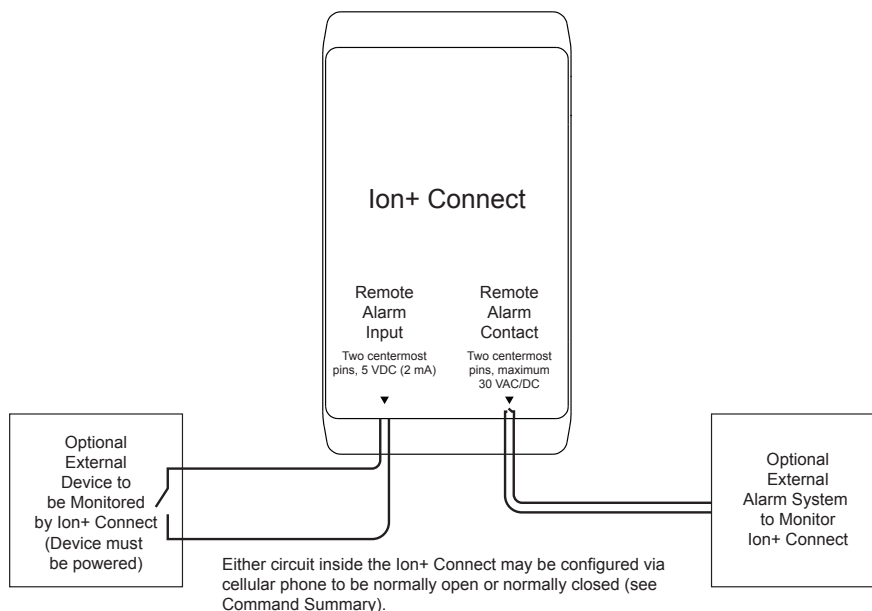 Ion+ Connect
Remote
Alarm
Input
Two centermost
pins, 5 VDC (2 mA)
Remote
Alarm
Contact
Two centermost
pins, maximum
30 VAC/DC
Optional
External
Device to
be Monitored
by Ion+ Connect
(Device must
be powered)
Optional
External
Alarm System
to Monitor
Ion+ Connect
Either circuit inside the Ion+ Connect may be configured via
cellular phone to be normally open or normally closed (see
Command Summary).